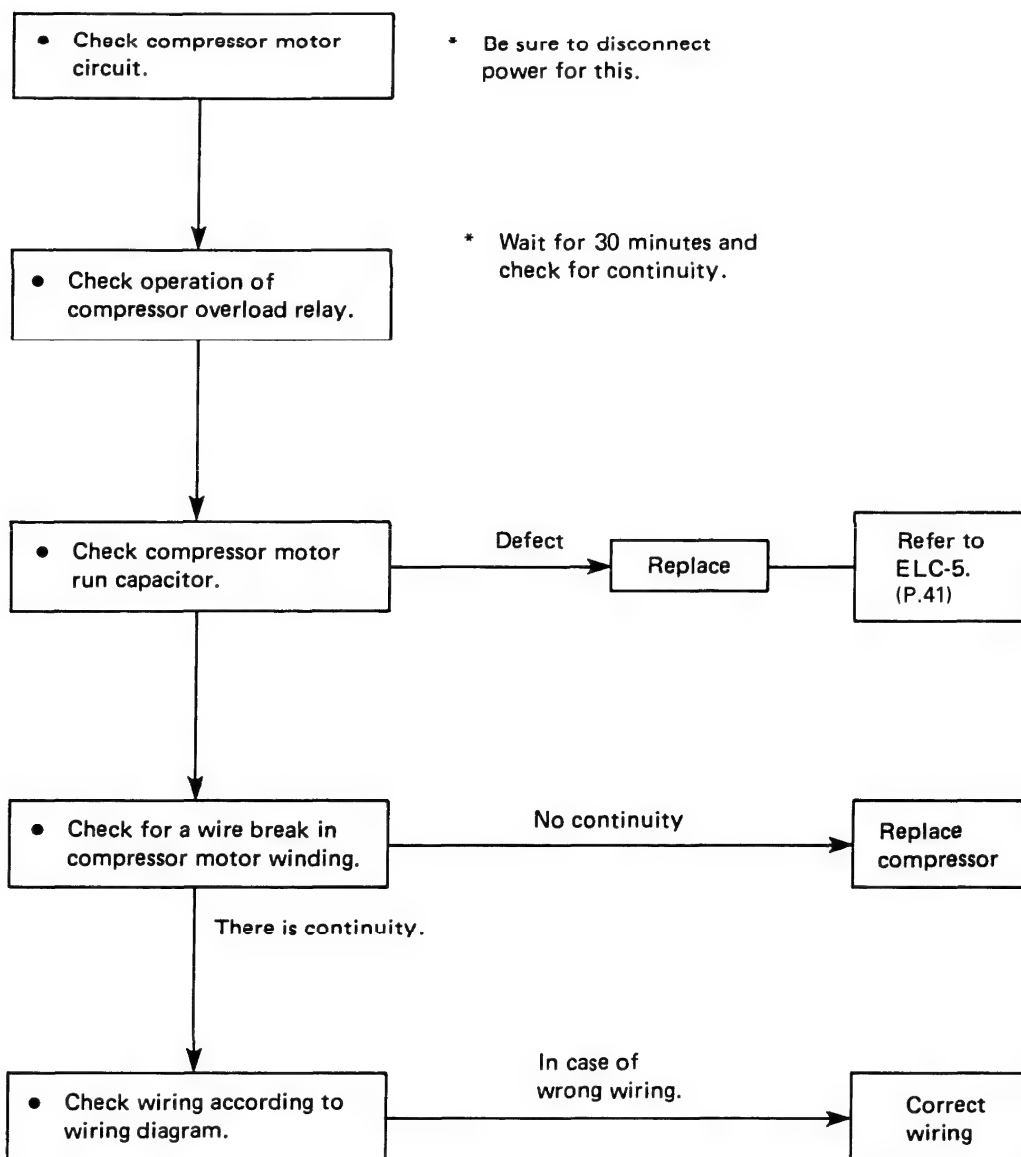 • Check compressor motor
circuit.
* Be sure to disconnect
power for this.
* Wait for 30 minutes and
check for continuity.
• Check operation of
compressor overload relay.
• Check compressor motor
run capacitor.
Defect
Replace
Refer to
ELC-5.
(P.41)
• Check for a wire break in
compressor motor winding.
No continuity
Replace
compressor
There is continuity.
• Check wiring according to
wiring diagram.
In case of
wrong wiring.
Correct
wiring